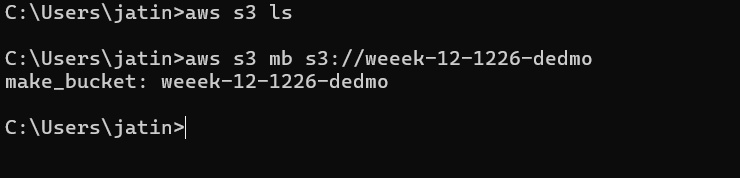 C:\Users\jatin>aws s3 ls
C:\Users\jatin>aws s3 mb s3://weeek-12-1226-dedmo
make_bucket: weeek-12-1226-dedmo
C:\Users\jatin>